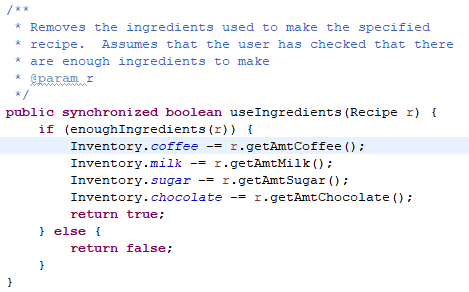 /**
 * Removes the ingredients used to make the specified
 * recipe.  Assumes that the user has checked that there
 * are enough ingredients to make
 * @param r
 */
public synchronized boolean useIngredients(Recipe r) {
    if (enoughIngredients(r)) {
        Inventory.coffee -= r.getAmtCoffee();
        Inventory.milk -= r.getAmtMilk();
        Inventory.sugar -= r.getAmtSugar();
        Inventory.chocolate -= r.getAmtChocolate();
        return true;
    } else {
        return false;
    }
}